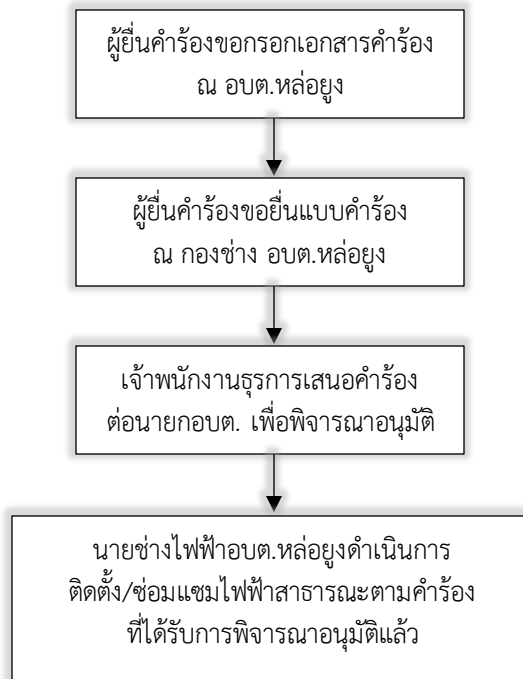 ผู้ยื่นคำร้องขอกรอกเอกสารคำร้อง
ณ อบต.หล่อยูง
ผู้ยื่นคำร้องขอยื่นแบบคำร้อง
ณ กองช่าง อบต.หล่อยูง
เจ้าพนักงานธุรการเสนอคำร้อง
ต่อนายกอบต. เพื่อพิจารณาอนุมัติ
นายช่างไฟฟ้าอบต.หล่อยูงดำเนินการ
ติดตั้ง/ซ่อมแซมไฟฟ้าสาธารณะตามคำร้อง
ที่ได้รับการพิจารณาอนุมัติแล้ว